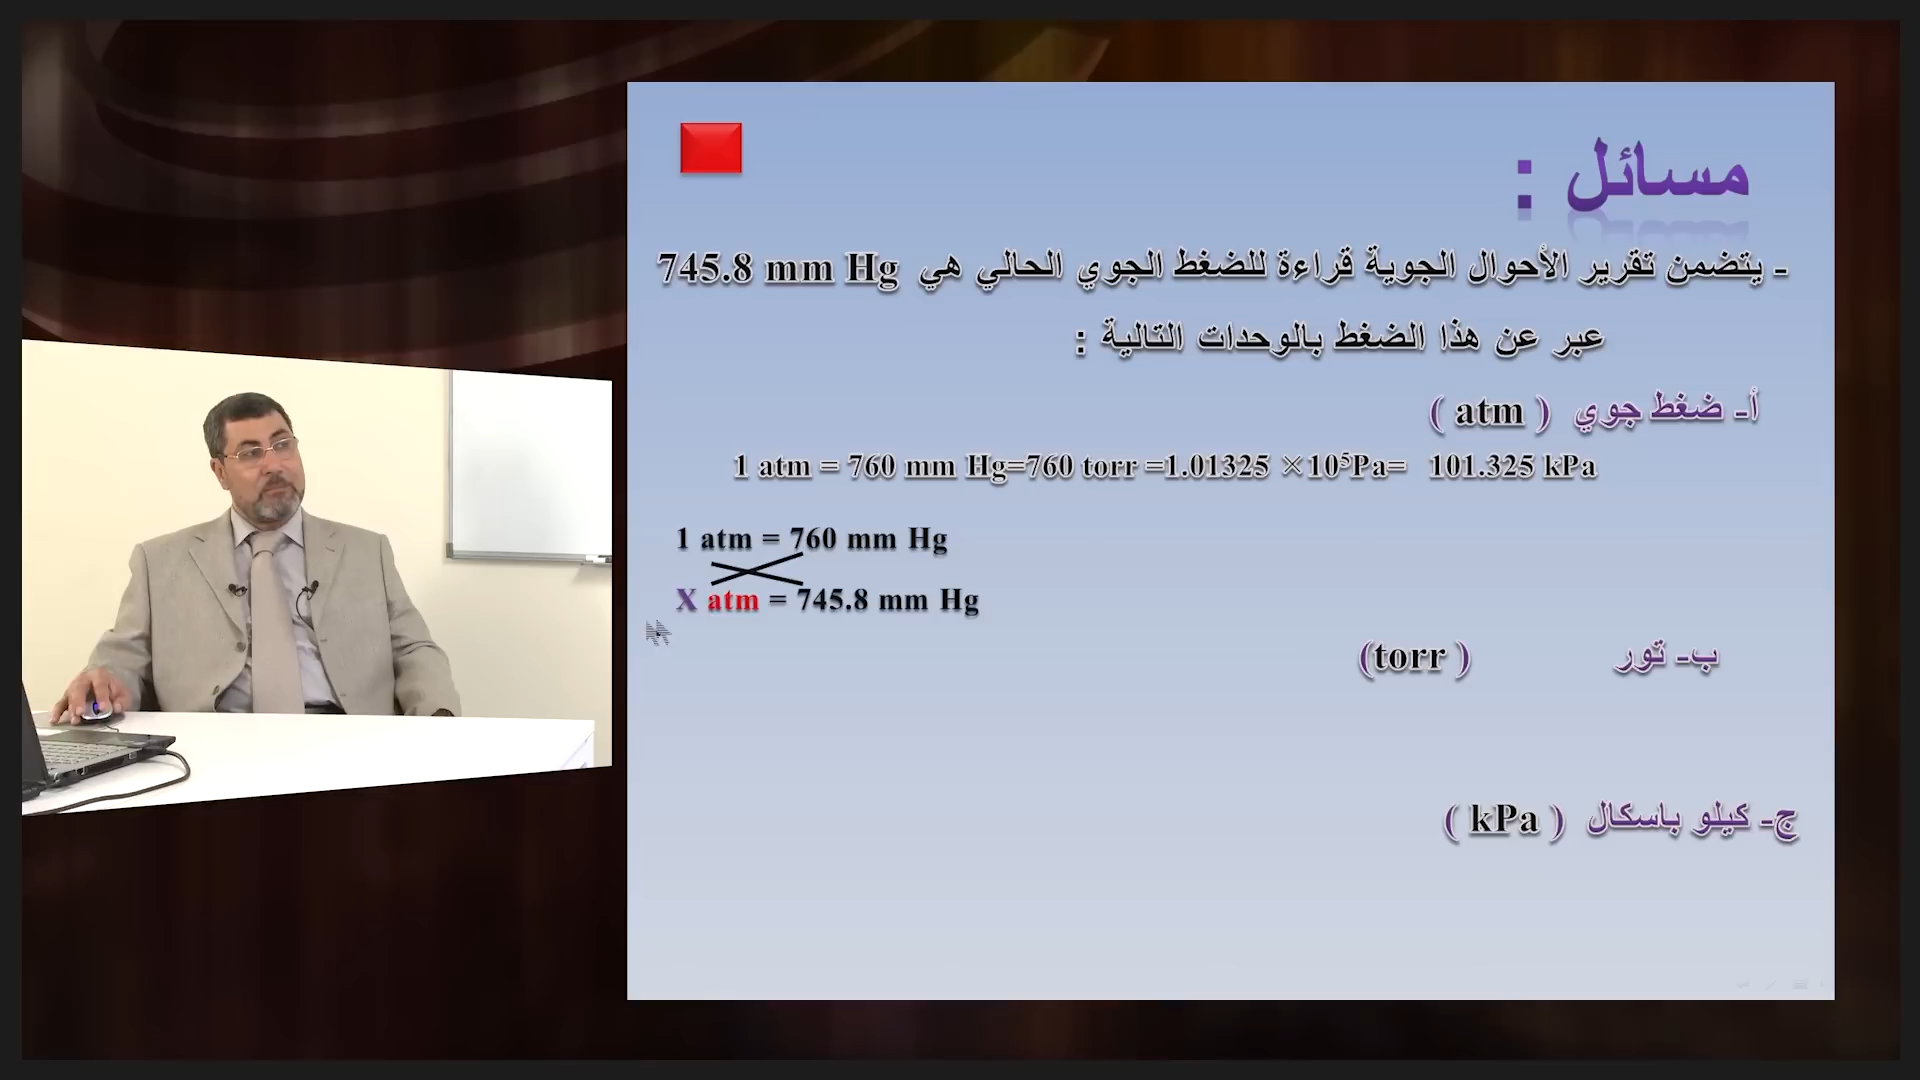 مسائل :
- يتضمن تقرير الأحوال الجوية قراءة للضغط الجوي الحالي هي 745.8 mm Hg
عبر عن هذا الضغط بالوحدات التالية :
أ- ضغط جوي ( atm )
1 atm = 760 mm Hg=760 torr =1.01325 ×10⁵Pa= 101.325 kPa
1 atm = 760 mm Hg
X atm = 745.8 mm Hg
ب- تور (torr )
ج- كيلو باسكال ( kPa )